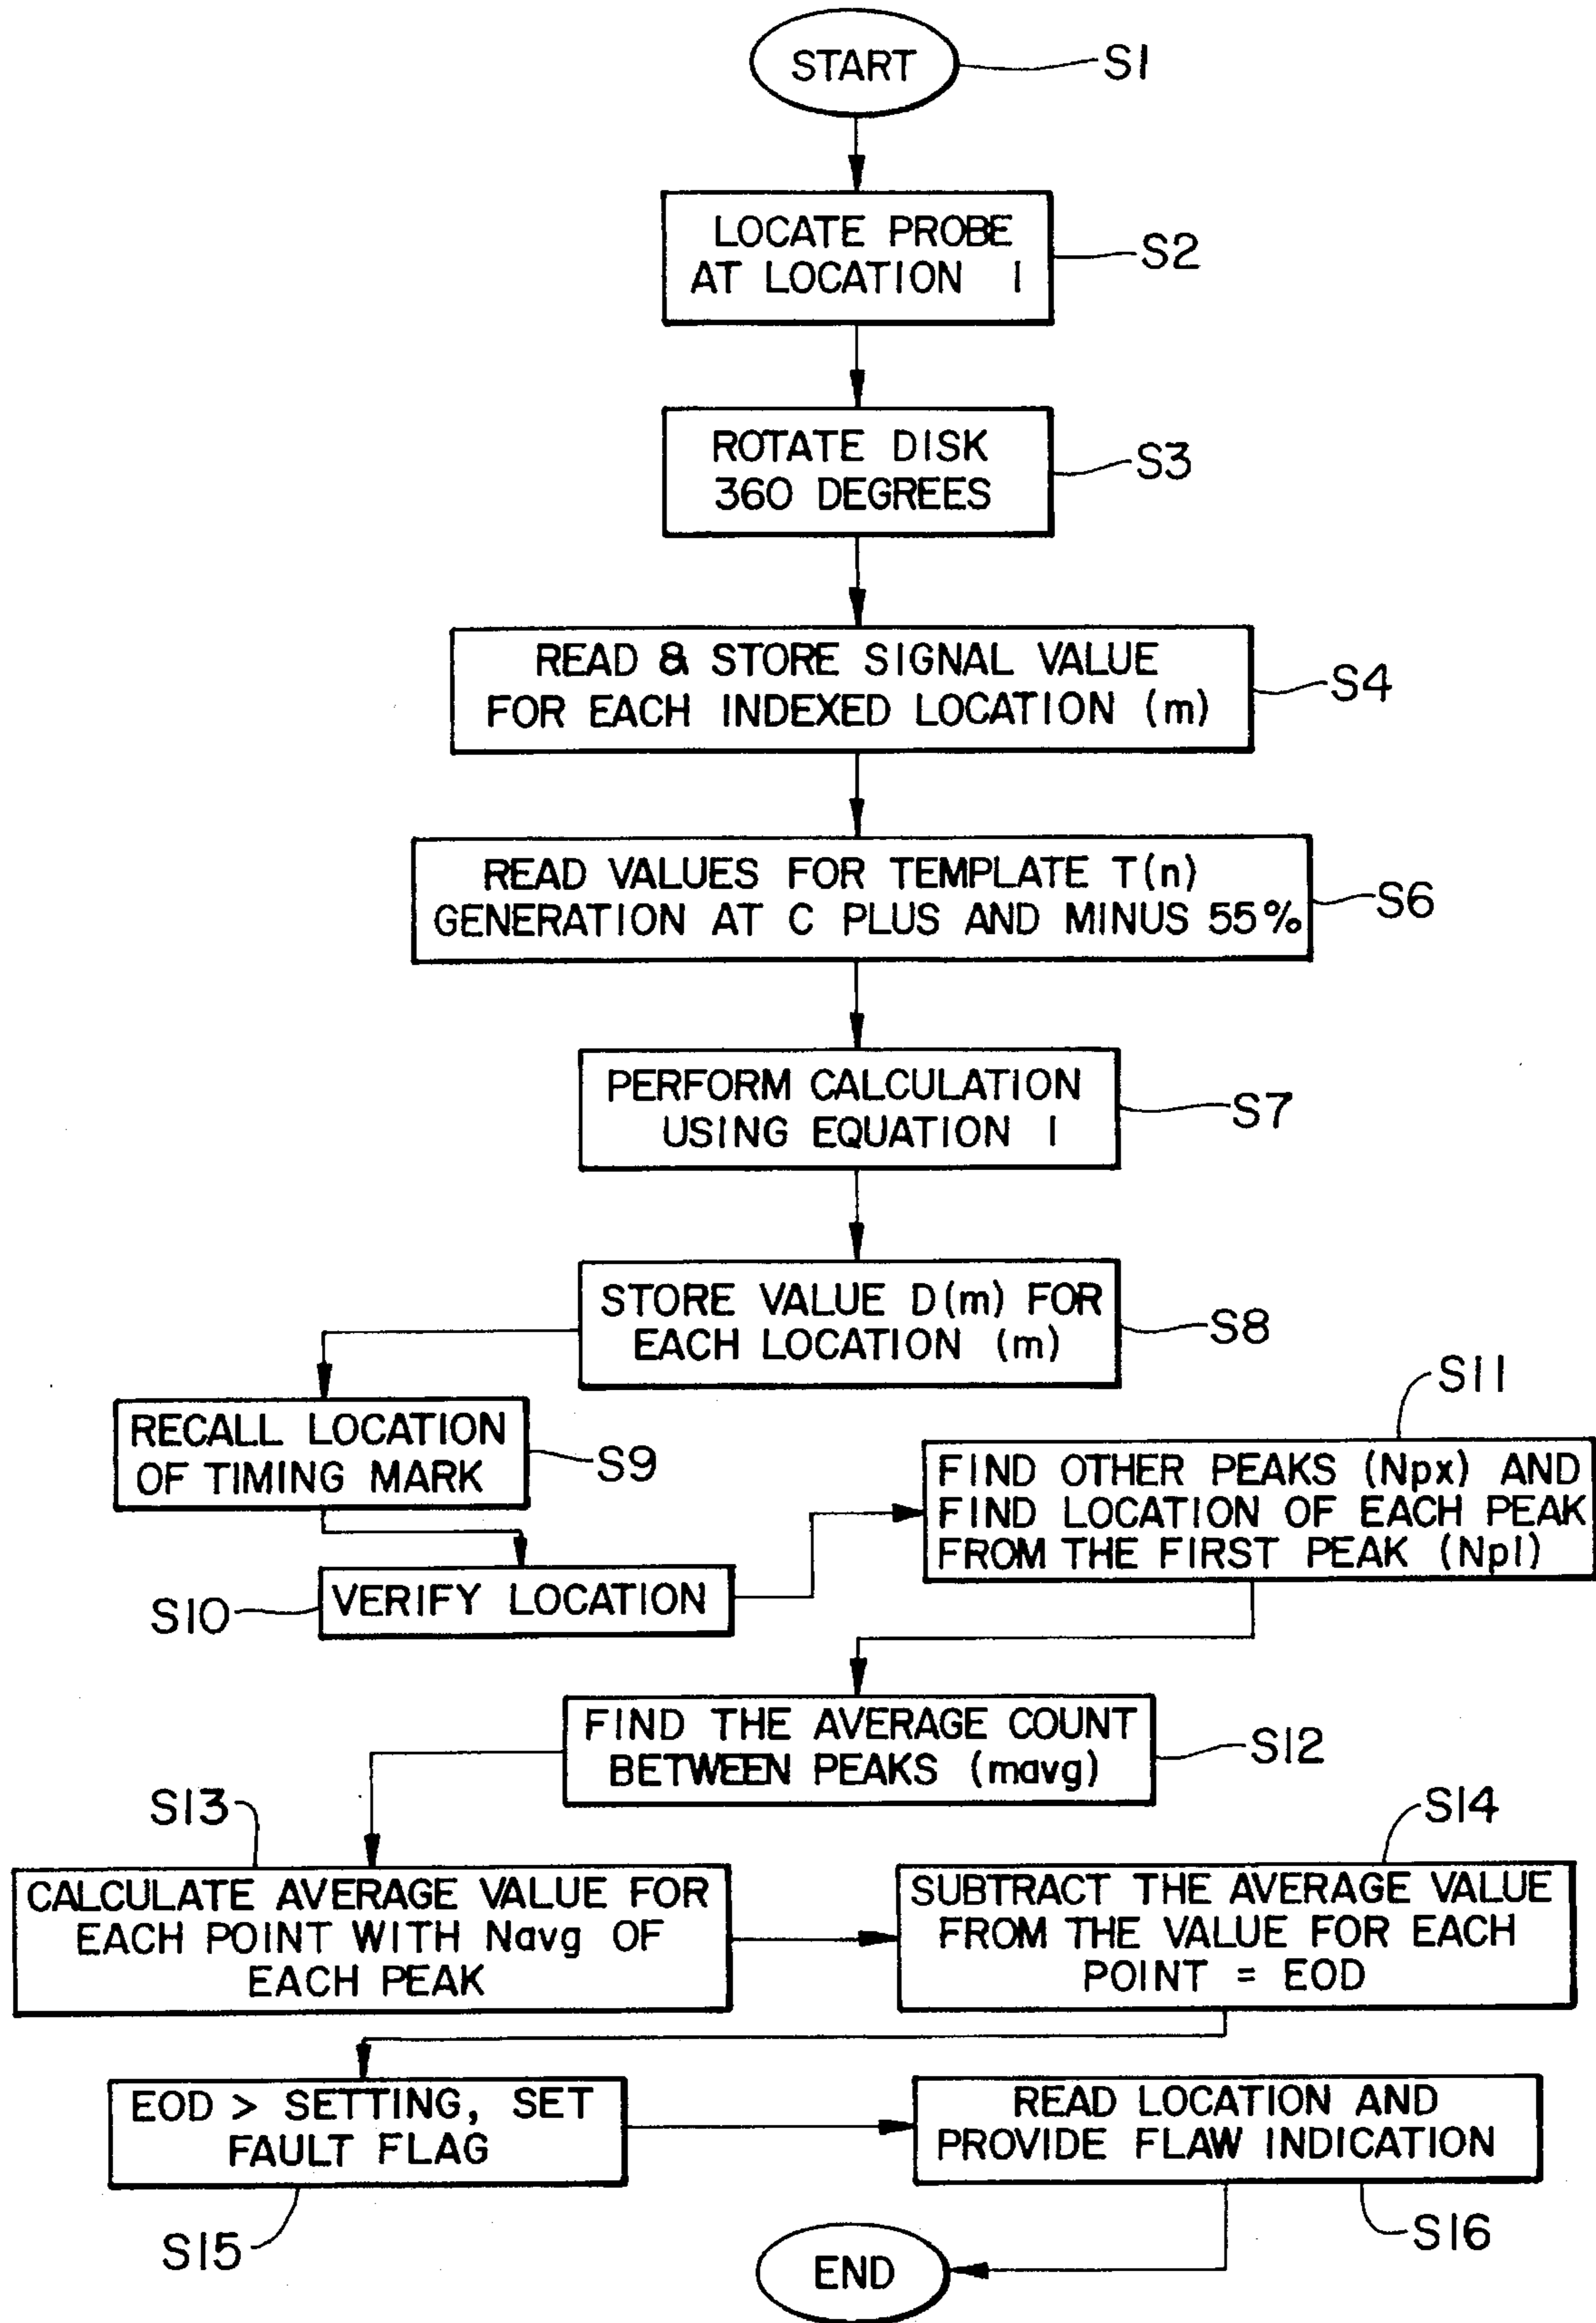 START
S1
LOCATE PROBE
AT LOCATION 1
S2
ROTATE DISK
360 DEGREES
S3
READ & STORE SIGNAL VALUE
FOR EACH INDEXED LOCATION (m)
S4
READ VALUES FOR TEMPLATE T(n)
GENERATION AT C PLUS AND MINUS 55%
S6
PERFORM CALCULATION
USING EQUATION 1
S7
STORE VALUE D(m) FOR
EACH LOCATION (m)
S8
RECALL LOCATION
OF TIMING MARK
S9
VERIFY LOCATION
S10
S11
FIND OTHER PEAKS (Npx) AND
FIND LOCATION OF EACH PEAK
FROM THE FIRST PEAK (Np1)
FIND THE AVERAGE COUNT
BETWEEN PEAKS (mavg)
S12
S13
CALCULATE AVERAGE VALUE FOR
EACH POINT WITH Navg OF
EACH PEAK
S14
SUBTRACT THE AVERAGE VALUE
FROM THE VALUE FOR EACH
POINT = EOD
EOD > SETTING, SET
FAULT FLAG
S15
READ LOCATION AND
PROVIDE FLAW INDICATION
S16
END